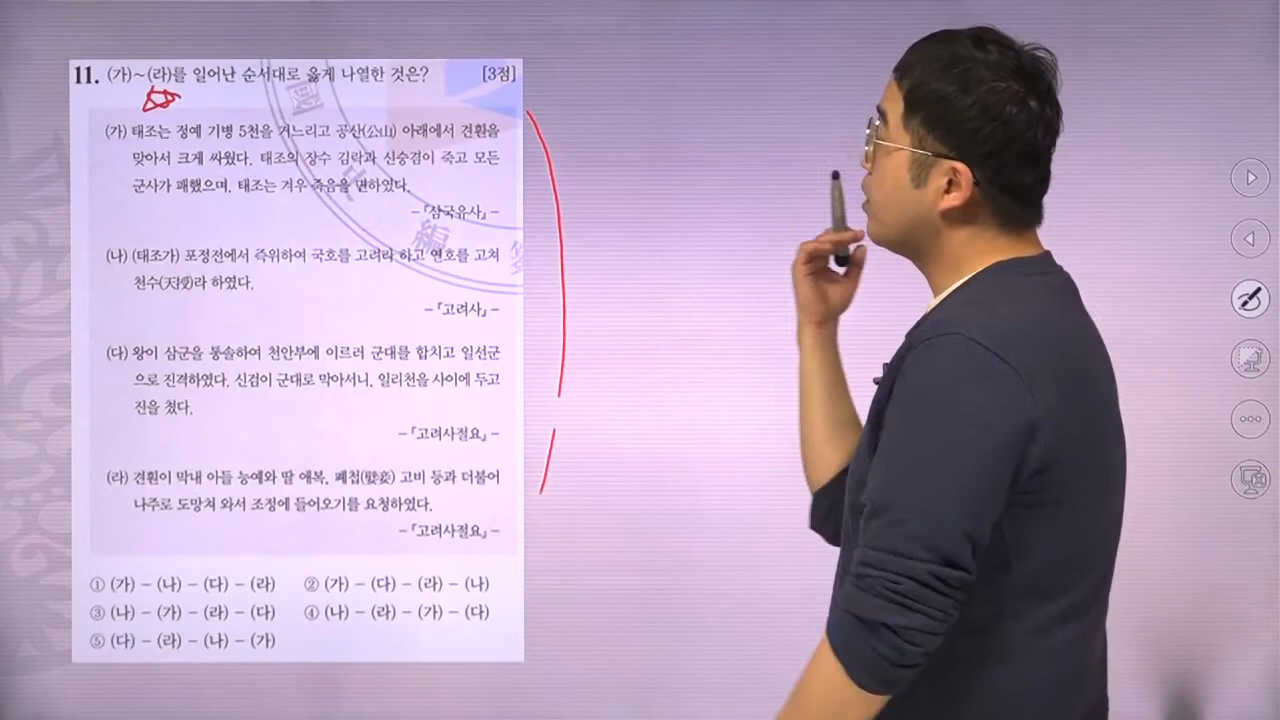 11. (가)~(라)를 일어난 순서대로 옳게 나열한 것은? [3점]
(가) 태조는 정예 기병 5천을 거느리고 공산(公山) 아래에서 견훤을
맞아서 크게 싸웠다. 태조의 장수 김락과 신숭겸이 죽고 모든
군사가 패했으며, 태조는 겨우 죽음을 면하였다.
-『삼국유사』-
(나) (태조가) 포정전에서 즉위하여 국호를 고려라 하고 연호를 고쳐
천수(天授)라 하였다.
-『고려사』-
(다) 왕이 삼군을 통솔하여 천안부에 이르러 군대를 합치고 일선군
으로 진격하였다. 신검이 군대로 막아서니, 일리천을 사이에 두고
진을 쳤다.
-『고려사절요』-
(라) 견훤이 막내 아들 능예와 딸 애복, 폐첩(嬖妾) 고비 등과 더불어
나주로 도망쳐 와서 조정에 들어오기를 요청하였다.
-『고려사절요』-
① (가) - (나) - (다) - (라) ② (가) - (다) - (라) - (나)
③ (나) - (가) - (라) - (다) ④ (나) - (라) - (가) - (다)
⑤ (다) - (라) - (나) - (가)
國
史
編